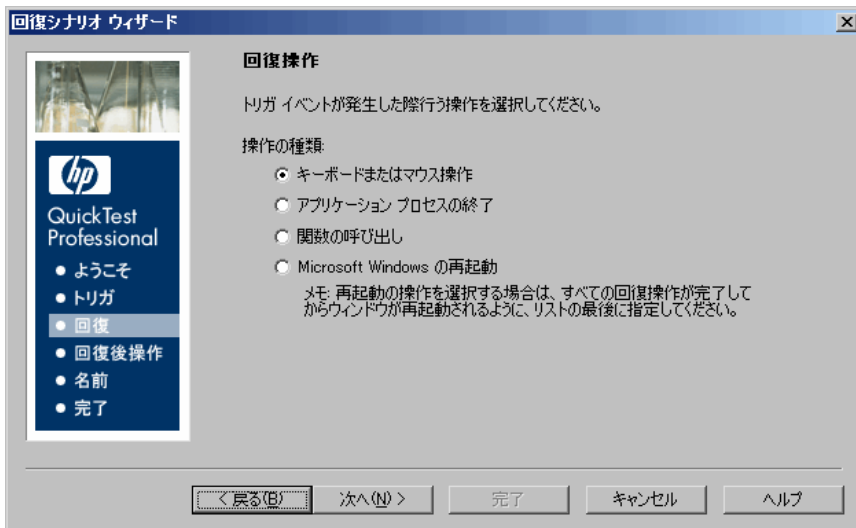 回復シナリオ ウィザード
回復操作
トリガ イベントが発生した際行う操作を選択してください。
操作の種類:
キーボードまたはマウス操作
アプリケーション プロセスの終了
関数の呼び出し
Microsoft Windows の再起動
メモ: 再起動の操作を選択する場合は、すべての回復操作が完了して
からウィンドウが再起動されるように、リストの最後に指定してください。
hp
QuickTest
Professional
• ようこそ
• トリガ
• 回復
• 回復後操作
• 名前
• 完了
< 戻る(B)
次へ(N) >
完了
キャンセル
ヘルプ